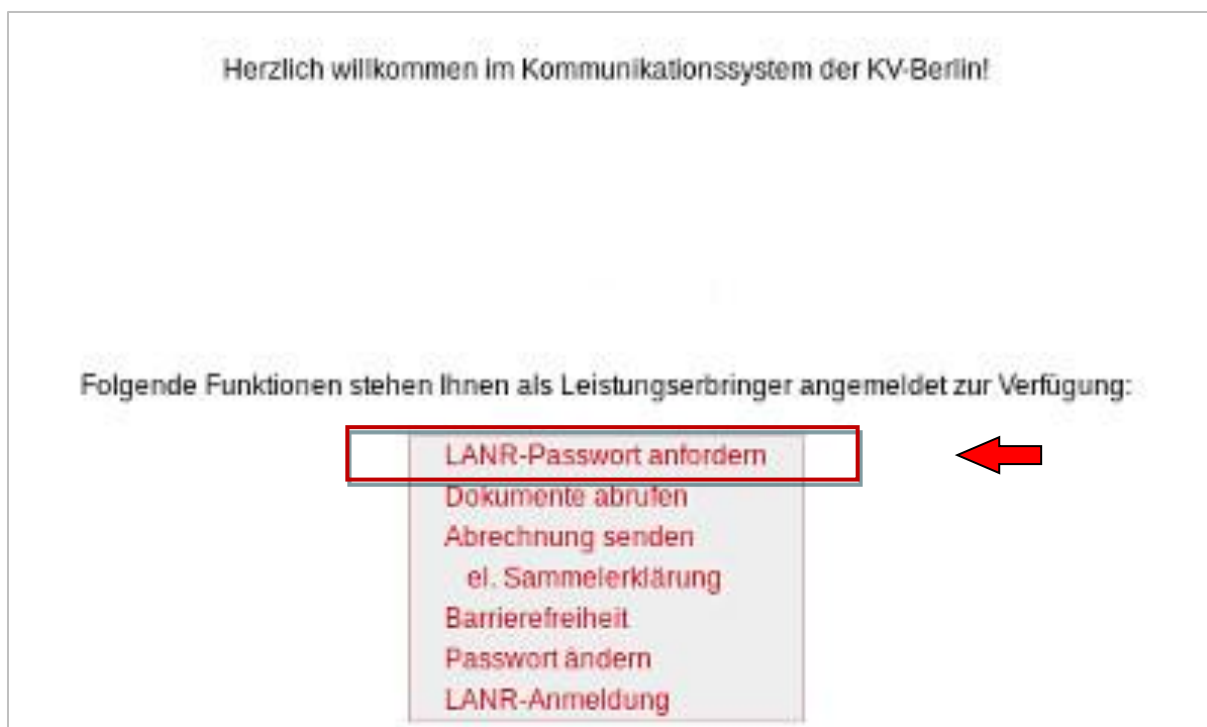 Herzlich willkommen im Kommunikationssystem der KV-Berlin!
Folgende Funktionen stehen Ihnen als Leistungserbringer angemeldet zur Verfügung:
LANR-Passwort anfordern
Dokumente abrufen
Abrechnung senden
el. Sammelerklärung
Barrierefreiheit
Passwort ändern
LANR-Anmeldung